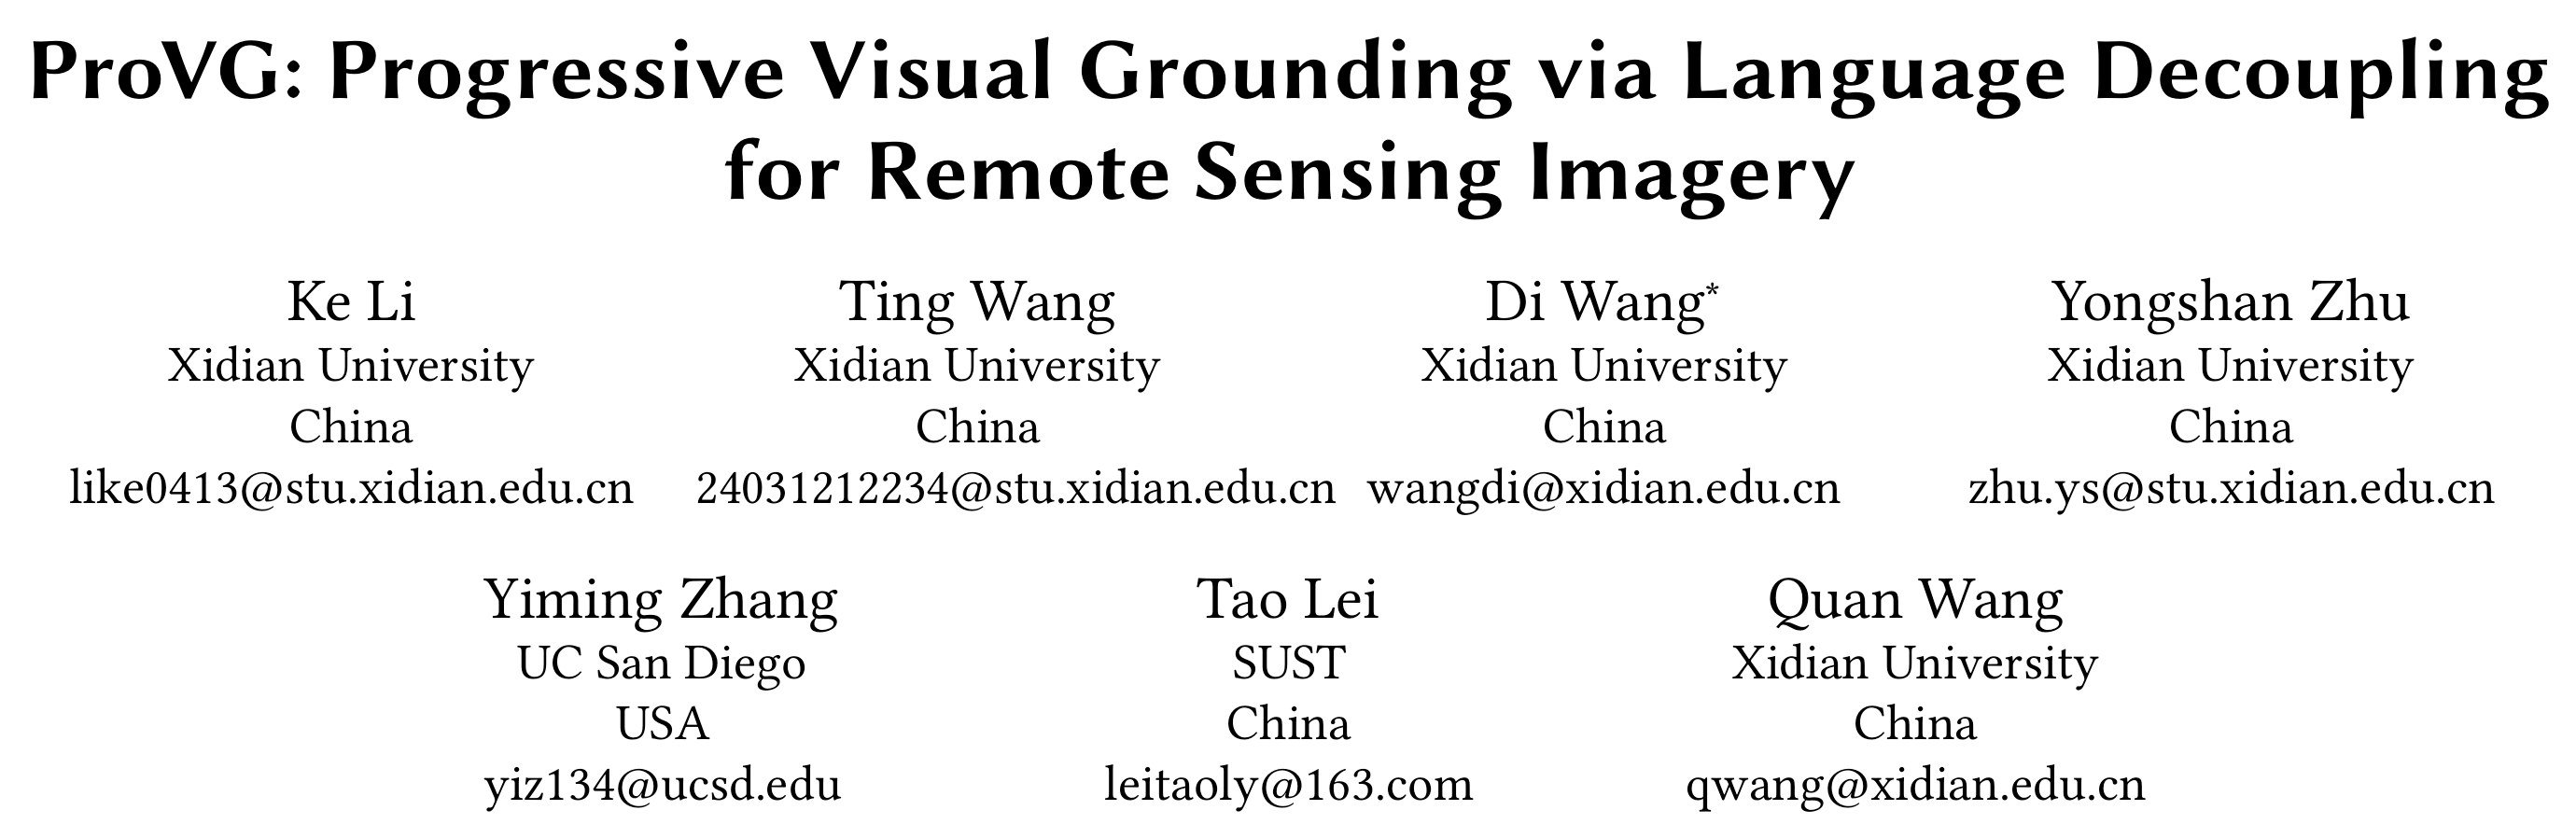 ProVG: Progressive Visual Grounding via Language Decoupling
for Remote Sensing Imagery
Ke Li
Xidian University
China
like0413@stu.xidian.edu.cn
Ting Wang
Xidian University
China
24031212234@stu.xidian.edu.cn
Di Wang*
Xidian University
China
wangdi@xidian.edu.cn
Yongshan Zhu
Xidian University
China
zhu.ys@stu.xidian.edu.cn
Yiming Zhang
UC San Diego
USA
yiz134@ucsd.edu
Tao Lei
SUST
China
leitaoly@163.com
Quan Wang
Xidian University
China
qwang@xidian.edu.cn